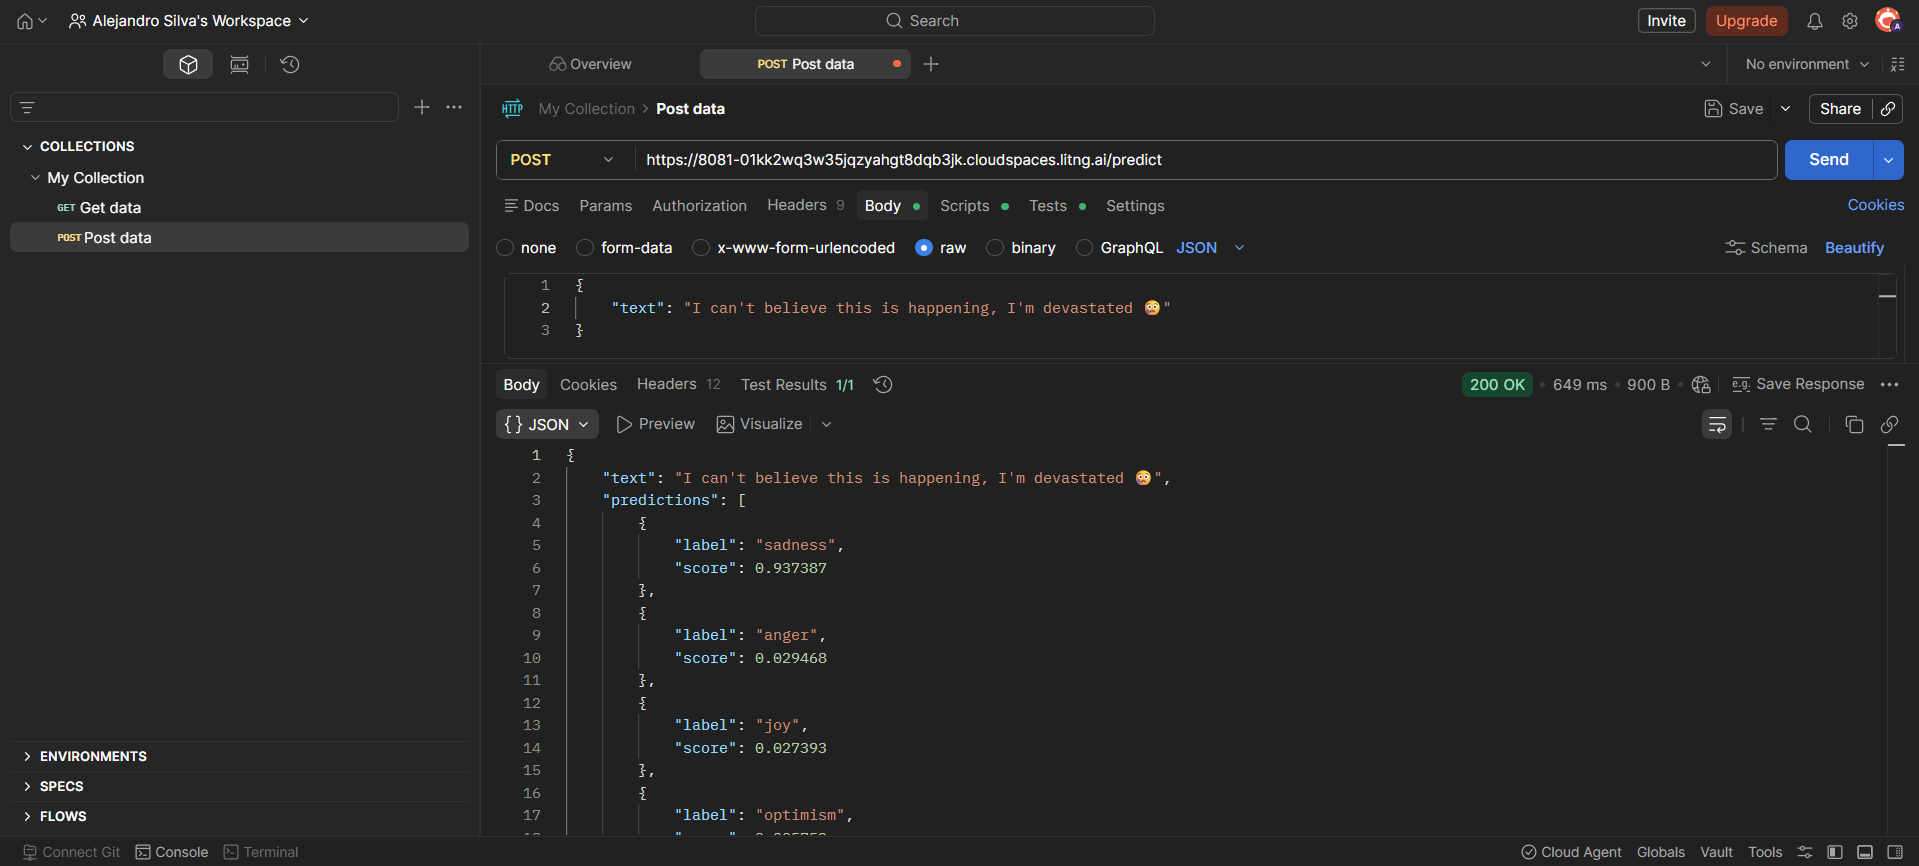 Alejandro Silva's Workspace
Search
Invite
Upgrade
A
Overview
POST Post data
No environment
HTTP My Collection > Post data
Save
Share
COLLECTIONS
My Collection
GET Get data
POST Post data
POST
https://8081-01kk2wq3w35jqzyahgt8dqb3jk.cloudspaces.litng.ai/predict
Send
Docs Params Authorization Headers 9 Body Scripts Tests Settings
Cookies
none form-data x-www-form-urlencoded raw binary GraphQL JSON
Schema Beautify
1 {
2 "text": "I can't believe this is happening, I'm devastated 😰"
3 }
Body Cookies Headers 12 Test Results 1/1
200 OK • 649 ms • 900 B • e.g. Save Response
{} JSON Preview Visualize
1 {
2 "text": "I can't believe this is happening, I'm devastated 😰",
3 "predictions": [
4 {
5 "label": "sadness",
6 "score": 0.937387
7 },
8 {
9 "label": "anger",
10 "score": 0.029468
11 },
12 {
13 "label": "joy",
14 "score": 0.027393
15 },
16 {
17 "label": "optimism",
ENVIRONMENTS
SPECS
FLOWS
Connect Git Console Terminal
Cloud Agent Globals Vault Tools